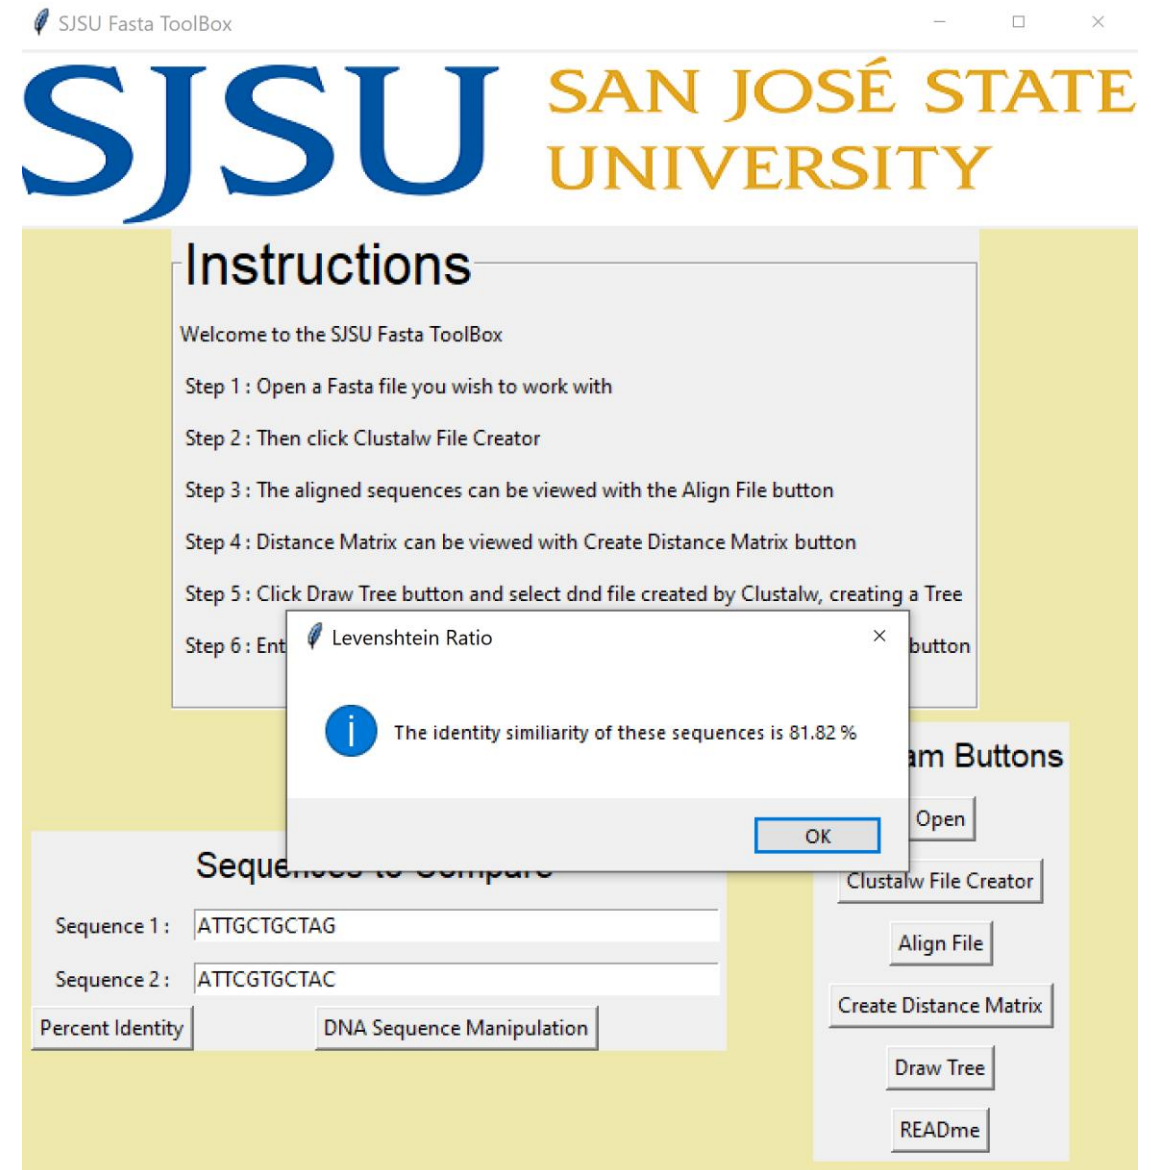 SJSU Fasta ToolBox
SJSU SAN JOSÉ STATE
UNIVERSITY
Instructions
Welcome to the SJSU Fasta ToolBox
Step 1 : Open a Fasta file you wish to work with
Step 2 : Then click Clustalw File Creator
Step 3 : The aligned sequences can be viewed with the Align File button
Step 4 : Distance Matrix can be viewed with Create Distance Matrix button
Step 5 : Click Draw Tree button and select dnd file created by Clustalw, creating a Tree
Step 6 : Ent
button
Levenshtein Ratio
The identity similiarity of these sequences is 81.82 %
OK
am Buttons
Open
Clustalw File Creator
Align File
Create Distance Matrix
Draw Tree
READme
Sequences to Compare
Sequence 1 : ATTGCTGCTAG
Sequence 2 : ATTCGTGCTAC
Percent Identity
DNA Sequence Manipulation